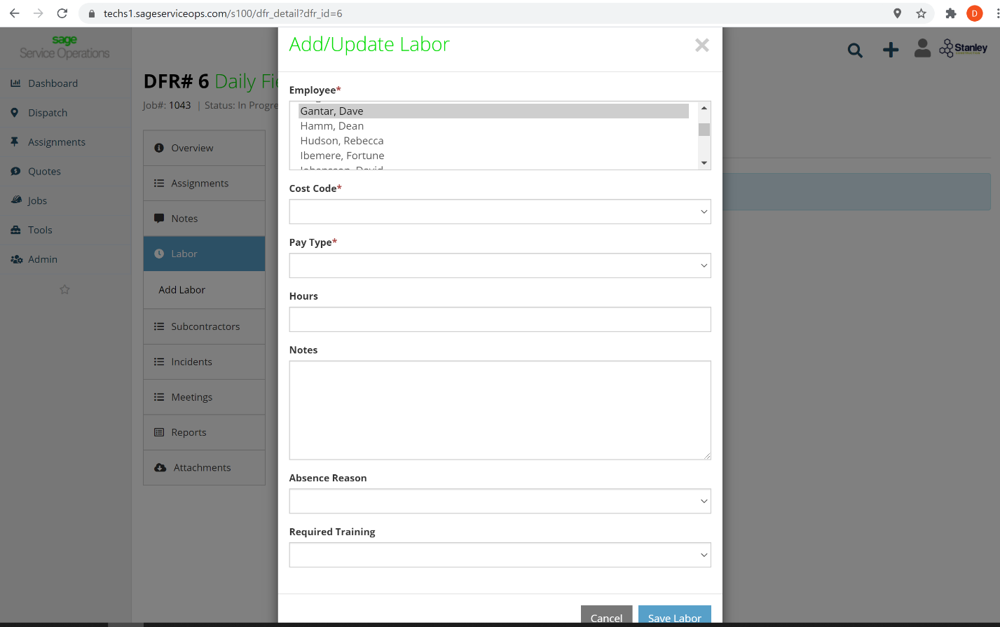 techs1.sageserviceops.com/s100/dfr_detail?dfr_id=6
D
sage
Service Operations
Dashboard
Dispatch
Assignments
Quotes
Jobs
Tools
Admin
DFR# 6 Daily Fie
Job#: 1043 | Status: In Progre
Overview
Assignments
Notes
Labor
Add Labor
Subcontractors
Incidents
Meetings
Reports
Attachments
Add/Update Labor
Employee*
Gantar, Dave
Hamm, Dean
Hudson, Rebecca
Ibemere, Fortune
Cost Code*
Pay Type*
Hours
Notes
Absence Reason
Required Training
Cancel
Save Labor
Stanley